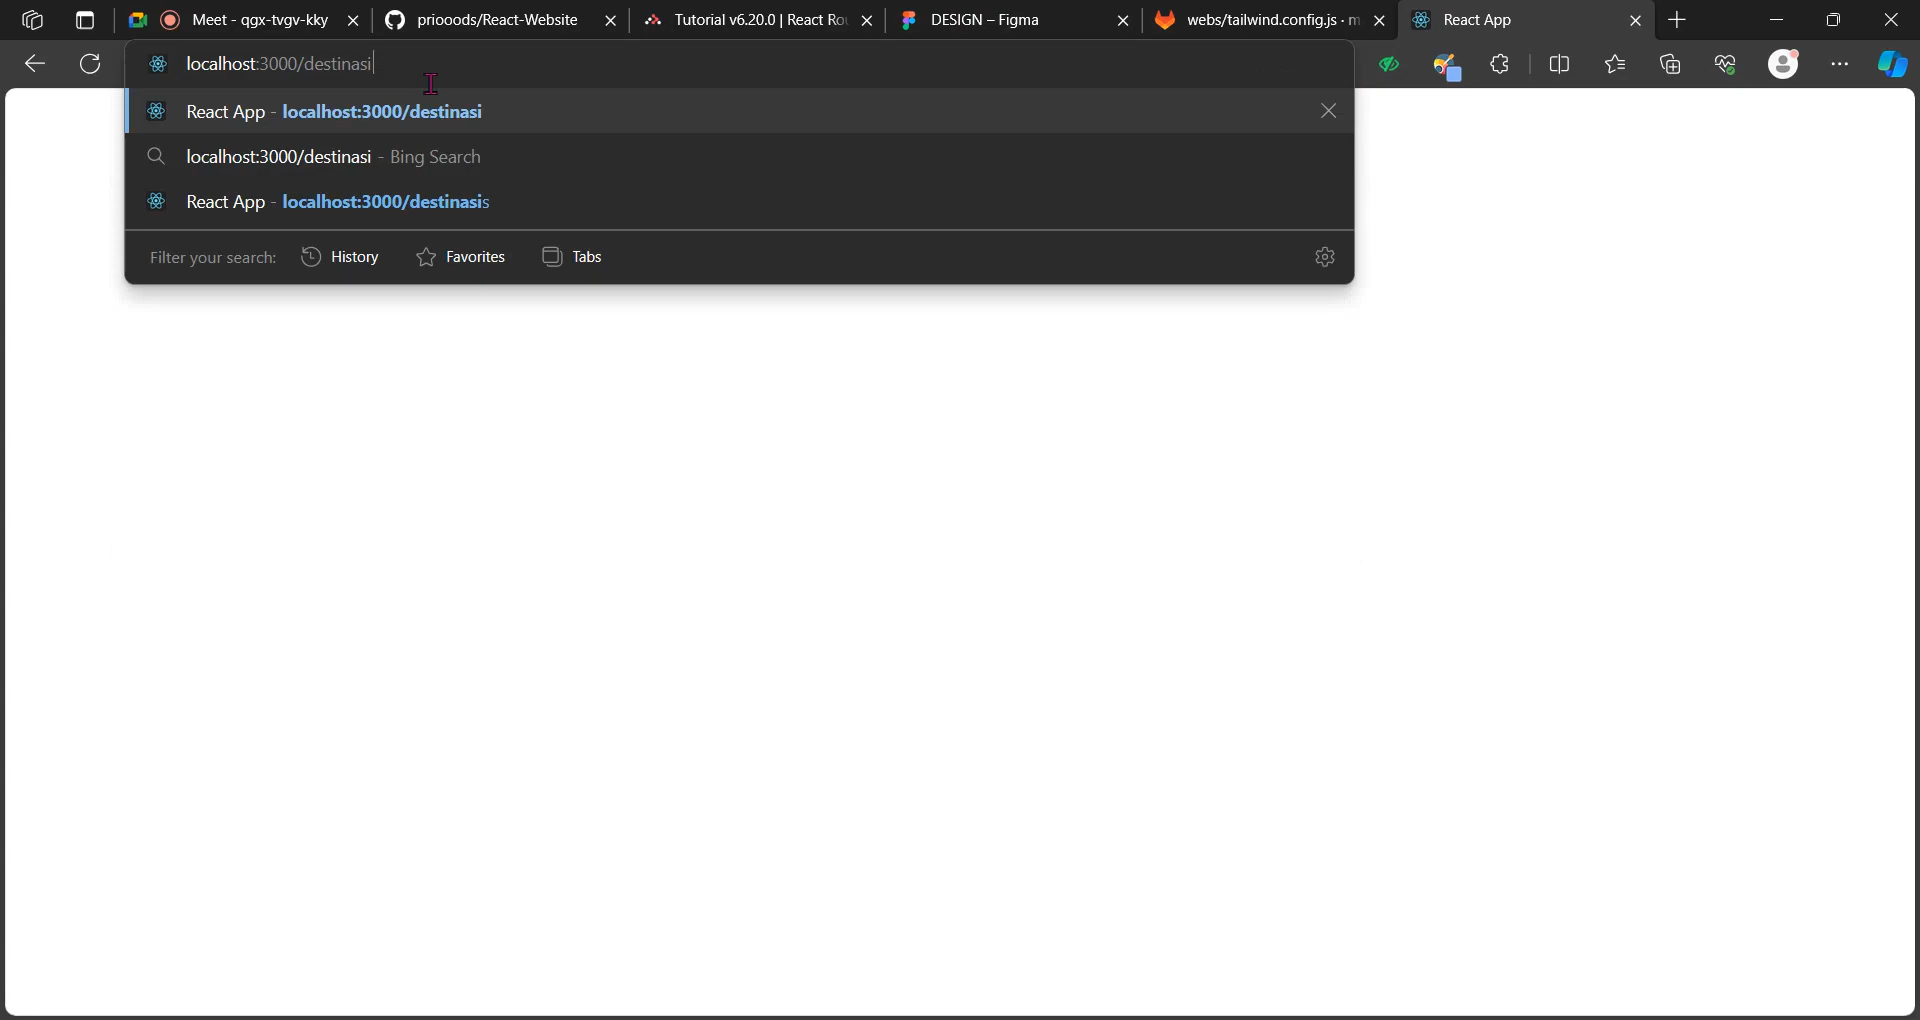 Meet - qgx-tvgv-kky
priooods/React-Website
Tutorial v6.20.0 | React Ro
DESIGN – Figma
webs/tailwind.config.js · m
React App
localhost:3000/destinasi
React App - localhost:3000/destinasi
localhost:3000/destinasi - Bing Search
React App - localhost:3000/destinasis
Filter your search: History Favorites Tabs